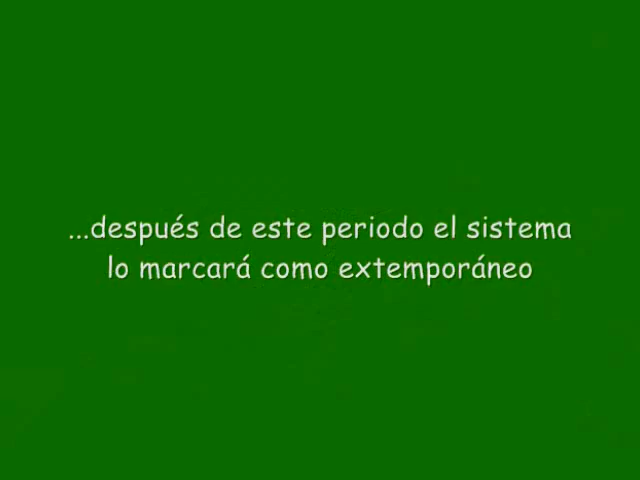 ...después de este periodo el sistema
lo marcará como extemporáneo